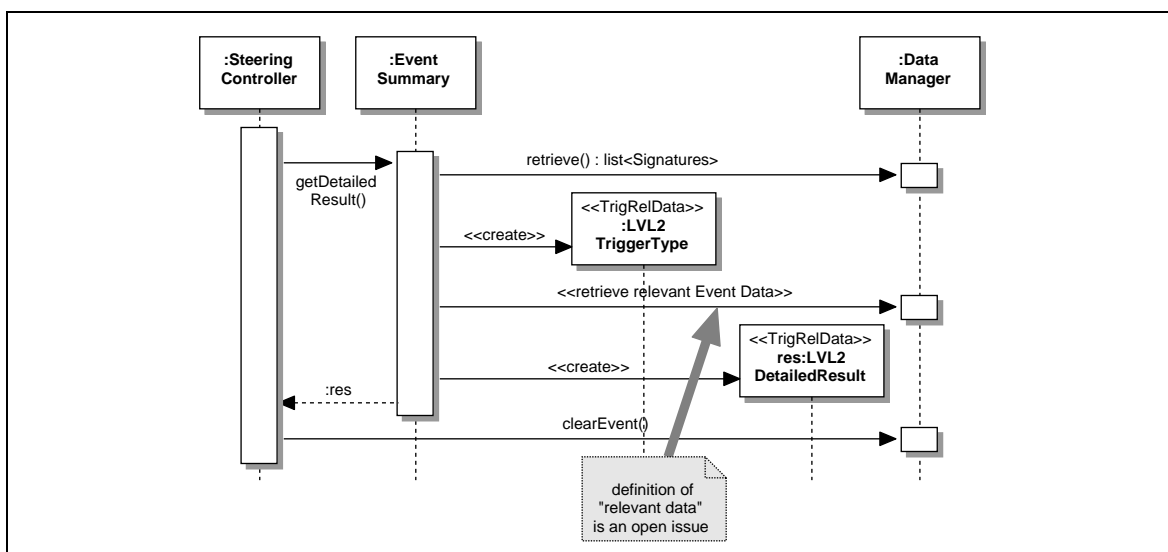 :Steering
Controller
:Event
Summary
:Data
Manager
retrieve() : list<Signatures>
getDetailed
Result()
<<TrigRelData>>
:LVL2
TriggerType
<<create>>
<<retrieve relevant Event Data>>
<<TrigRelData>>
res:LVL2
DetailedResult
<<create>>
:res
clearEvent()
definition of
"relevant data"
is an open issue